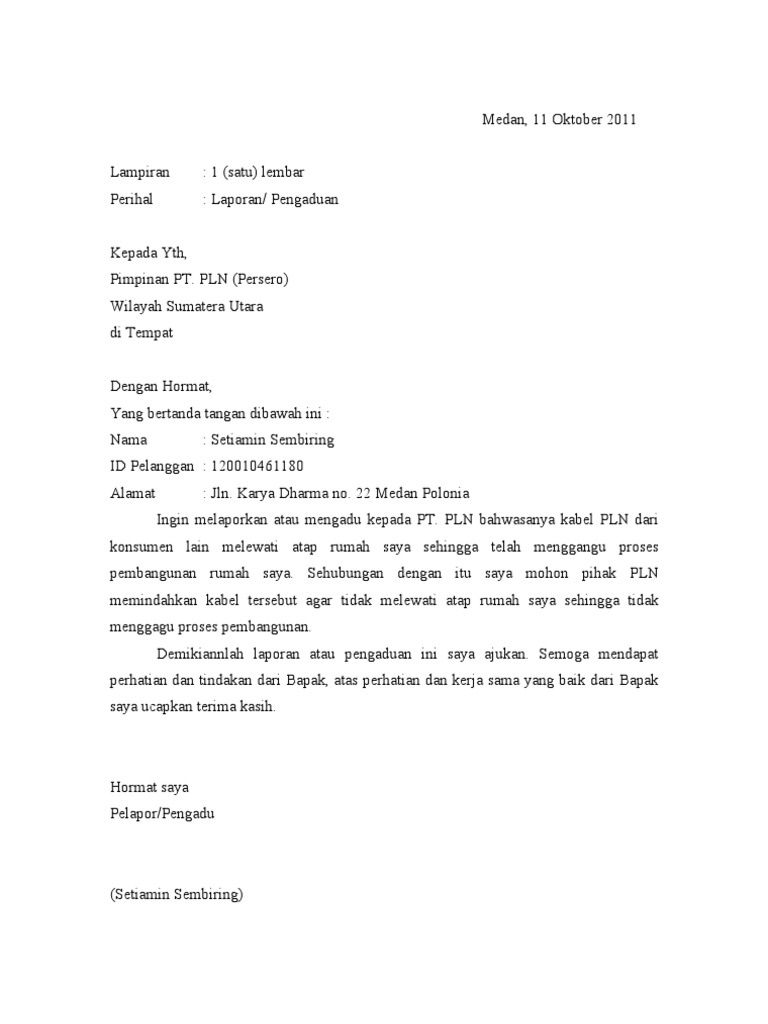 Medan, 11 Oktober 2011
Lampiran : 1 (satu) lembar
Perihal : Laporan/ Pengaduan
Kepada Yth,
Pimpinan PT. PLN (Persero)
Wilayah Sumatera Utara
di Tempat
Dengan Hormat,
Yang bertanda tangan dibawah ini :
Nama : Setiamin Sembiring
ID Pelanggan : 120010461180
Alamat : Jln. Karya Dharma no. 22 Medan Polonia
Ingin melaporkan atau mengadu kepada PT. PLN bahwasanya kabel PLN dari
konsumen lain melewati atap rumah saya sehingga telah menggangu proses
pembangunan rumah saya. Sehubungan dengan itu saya mohon pihak PLN
memindahkan kabel tersebut agar tidak melewati atap rumah saya sehingga tidak
menggagu proses pembangunan.
Demikiannlah laporan atau pengaduan ini saya ajukan. Semoga mendapat
perhatian dan tindakan dari Bapak, atas perhatian dan kerja sama yang baik dari Bapak
saya ucapkan terima kasih.
Hormat saya
Pelapor/Pengadu
(Setiamin Sembiring)